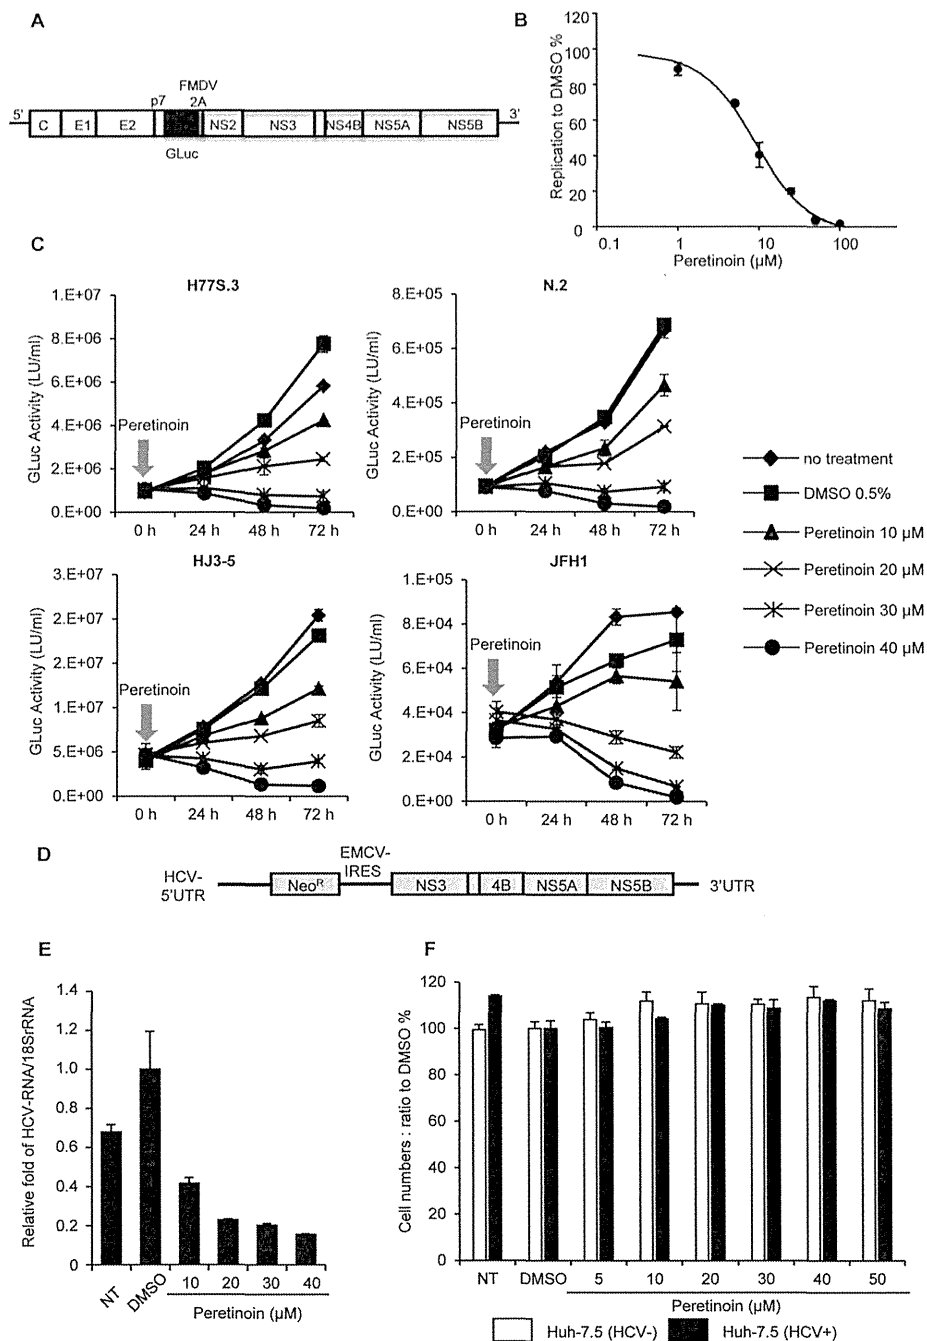 A
FMDV
p7 2A
5' C E1 E2 NS2 NS3 NS4B NS5A NS5B 3'
GLuc
B
Replication to DMSO %
120
100
80
60
40
20
0
0.1 1 10 100
Peretinoin (µM)
C
H77S.3
GLuc Activity (LU/ml)
1.E+07
8.E+06
6.E+06
4.E+06
2.E+06
0.E+00
Peretinoin
0 h 24 h 48 h 72 h
N.2
GLuc Activity (LU/ml)
8.E+05
6.E+05
4.E+05
2.E+05
0.E+00
Peretinoin
0 h 24 h 48 h 72 h
HJ3-5
GLuc Activity (LU/ml)
3.E+07
2.E+07
1.E+07
5.E+06
0.E+00
Peretinoin
0 h 24 h 48 h 72 h
JFH1
GLuc Activity (LU/ml)
1.E+05
8.E+04
6.E+04
4.E+04
2.E+04
0.E+00
Peretinoin
0 h 24 h 48 h 72 h
no treatment
DMSO 0.5%
Peretinoin 10 µM
Peretinoin 20 µM
Peretinoin 30 µM
Peretinoin 40 µM
D
EMCV-
IRES
HCV-
5'UTR
Neo^R NS3 4B NS5A NS5B 3'UTR
E
Relative fold of HCV-RNA/18SrRNA
1.4
1.2
1.0
0.8
0.6
0.4
0.2
0
NT DMSO 10 20 30 40
Peretinoin (µM)
F
Cell numbers : ratio to DMSO %
120
100
80
60
40
20
0
NT DMSO 5 10 20 30 40 50
Peretinoin (µM)
Huh-7.5 (HCV-) Huh-7.5 (HCV+)